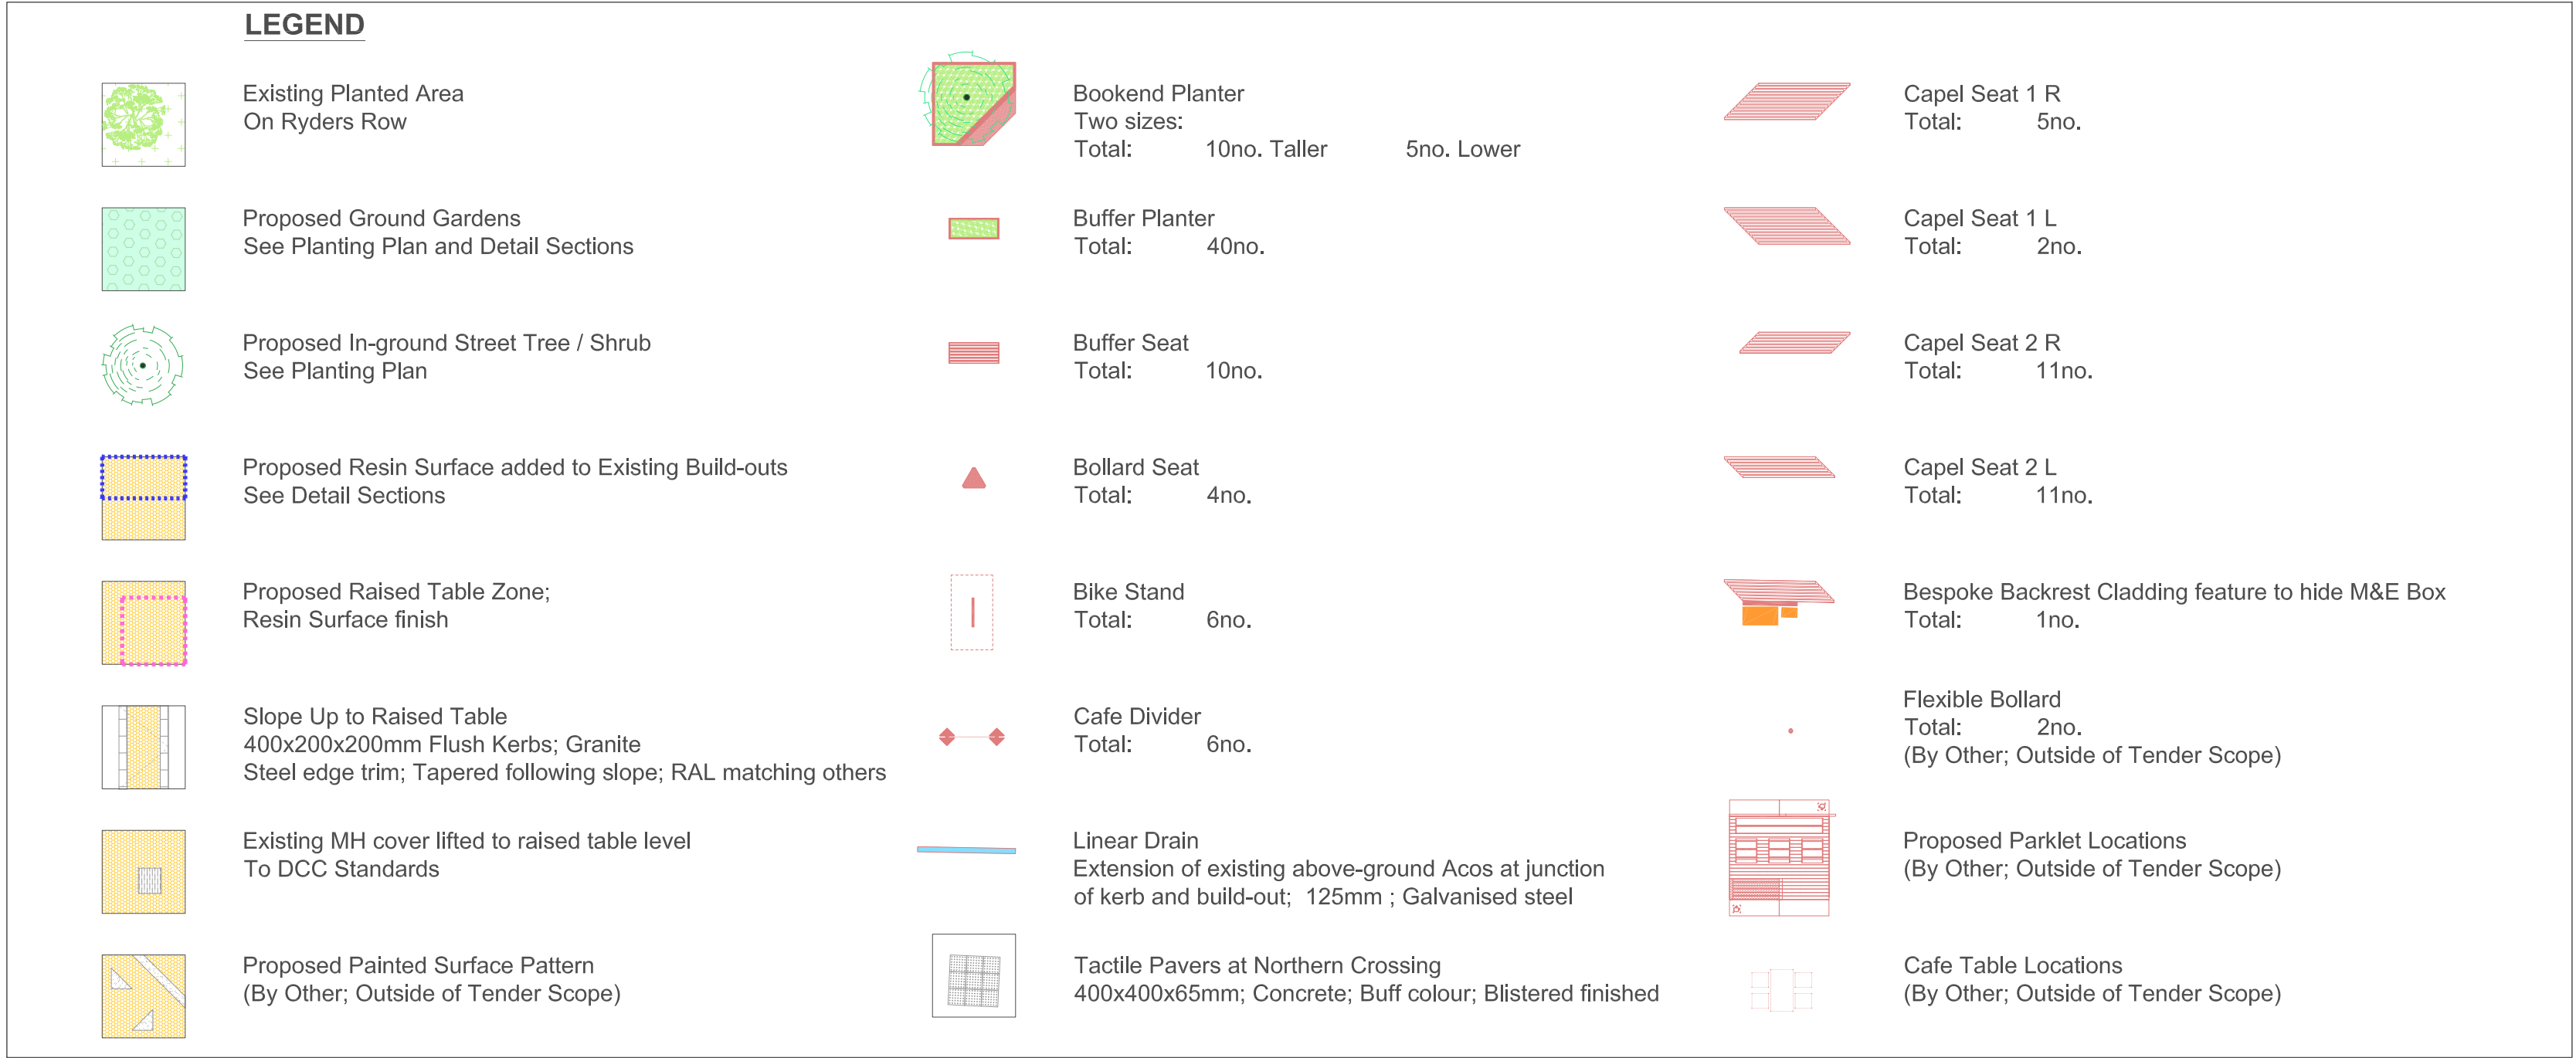 LEGEND
Existing Planted Area
On Ryders Row
Proposed Ground Gardens
See Planting Plan and Detail Sections
Proposed In-ground Street Tree / Shrub
See Planting Plan
Proposed Resin Surface added to Existing Build-outs
See Detail Sections
Proposed Raised Table Zone;
Resin Surface finish
Slope Up to Raised Table
400x200x200mm Flush Kerbs; Granite
Steel edge trim; Tapered following slope; RAL matching others
Existing MH cover lifted to raised table level
To DCC Standards
Proposed Painted Surface Pattern
(By Other; Outside of Tender Scope)
Bookend Planter
Two sizes:
Total: 10no. Taller 5no. Lower
Buffer Planter
Total: 40no.
Buffer Seat
Total: 10no.
Bollard Seat
Total: 4no.
Bike Stand
Total: 6no.
Cafe Divider
Total: 6no.
Linear Drain
Extension of existing above-ground Acos at junction
of kerb and build-out; 125mm ; Galvanised steel
Tactile Pavers at Northern Crossing
400x400x65mm; Concrete; Buff colour; Blistered finished
Capel Seat 1 R
Total: 5no.
Capel Seat 1 L
Total: 2no.
Capel Seat 2 R
Total: 11no.
Capel Seat 2 L
Total: 11no.
Bespoke Backrest Cladding feature to hide M&E Box
Total: 1no.
Flexible Bollard
Total: 2no.
(By Other; Outside of Tender Scope)
Proposed Parklet Locations
(By Other; Outside of Tender Scope)
Cafe Table Locations
(By Other; Outside of Tender Scope)